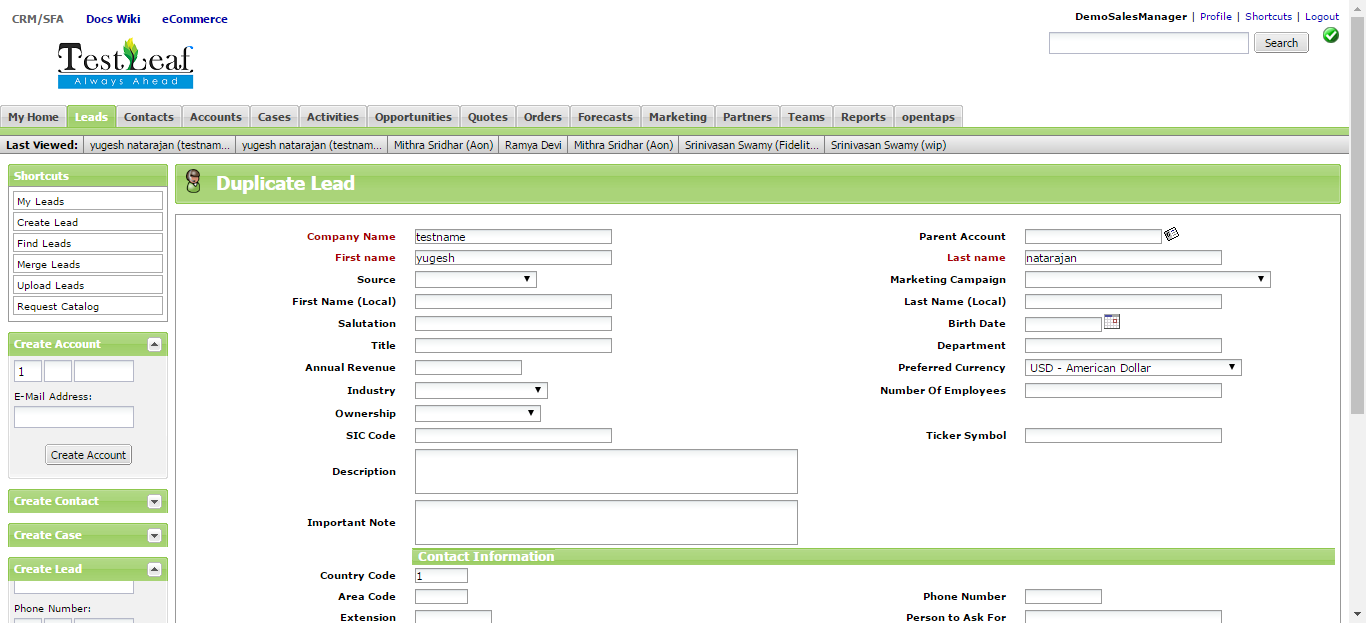 CRM/SFA Docs Wiki eCommerce
DemoSalesManager | Profile | Shortcuts | Logout
Search
TestLeaf
Always Ahead
My Home Leads Contacts Accounts Cases Activities Opportunities Quotes Orders Forecasts Marketing Partners Teams Reports opentaps
Last Viewed: yugesh natarajan (testnam... yugesh natarajan (testnam... Mithra Sridhar (Aon) Ramya Devi Mithra Sridhar (Aon) Srinivasan Swamy (Fidelit... Srinivasan Swamy (wip)
Shortcuts
My Leads
Create Lead
Find Leads
Merge Leads
Upload Leads
Request Catalog
Create Account
1
E-Mail Address:
Create Account
Create Contact
Create Case
Create Lead
Phone Number:
Duplicate Lead
Company Name testname Parent Account
First name yugesh Last name natarajan
Source Marketing Campaign
First Name (Local) Last Name (Local)
Salutation Birth Date
Title Department
Annual Revenue Preferred Currency USD - American Dollar
Industry Number Of Employees
Ownership
SIC Code Ticker Symbol
Description
Important Note
Contact Information
Country Code 1
Area Code Phone Number
Extension Person to Ask For